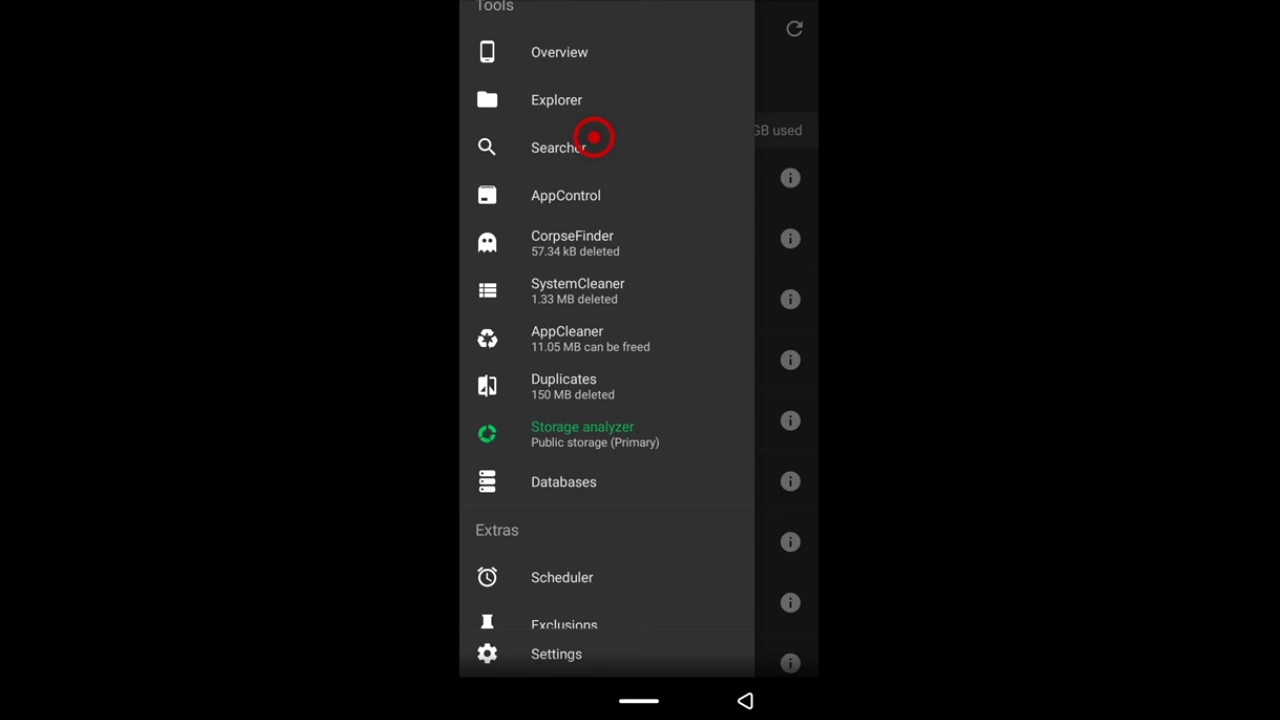 Tools
Overview
GB used
Explorer
Searcher
AppControl
CorpseFinder
57.34 kB deleted
SystemCleaner
1.33 MB deleted
AppCleaner
11.05 MB can be freed
Duplicates
150 MB deleted
Storage analyzer
Public storage (Primary)
Databases
Extras
Scheduler
Exclusions
Settings